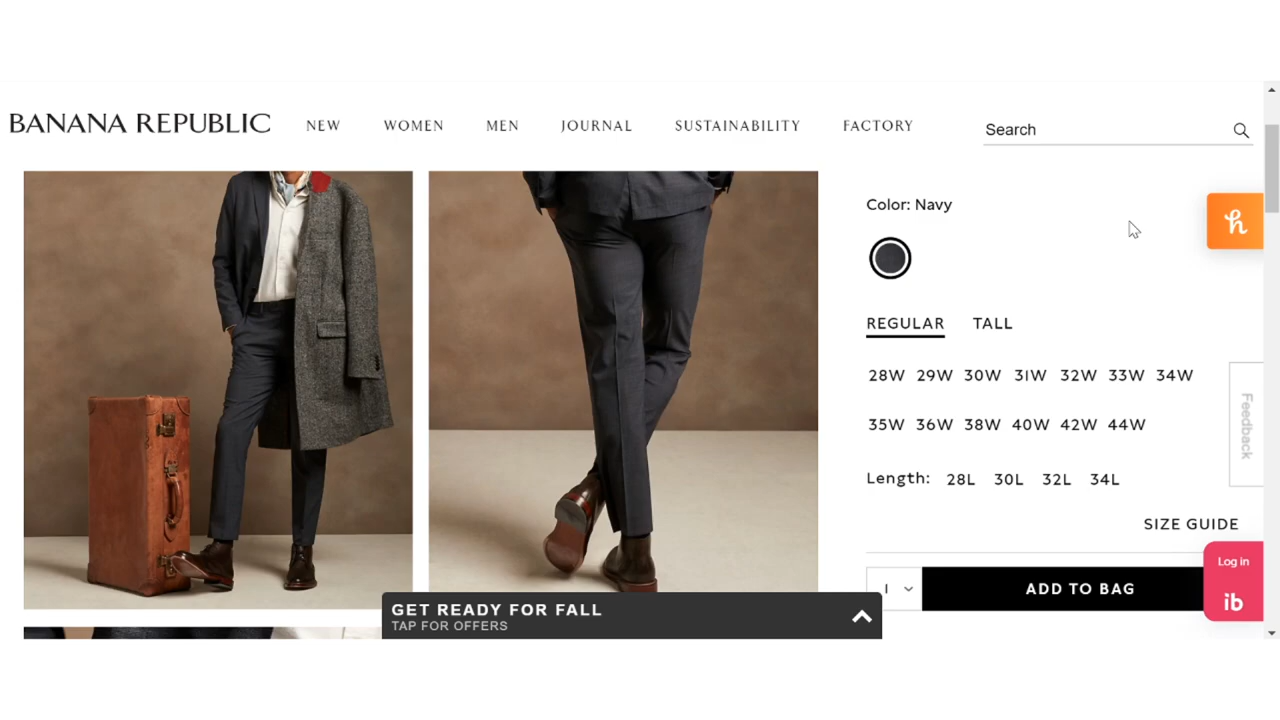 BANANA REPUBLIC
NEW WOMEN MEN JOURNAL SUSTAINABILITY FACTORY
Search
Color: Navy
REGULAR TALL
28W 29W 30W 31W 32W 33W 34W
35W 36W 38W 40W 42W 44W
Length: 28L 30L 32L 34L
SIZE GUIDE
1 ADD TO BAG
GET READY FOR FALL
TAP FOR OFFERS
h
Feedback
Log in
ib